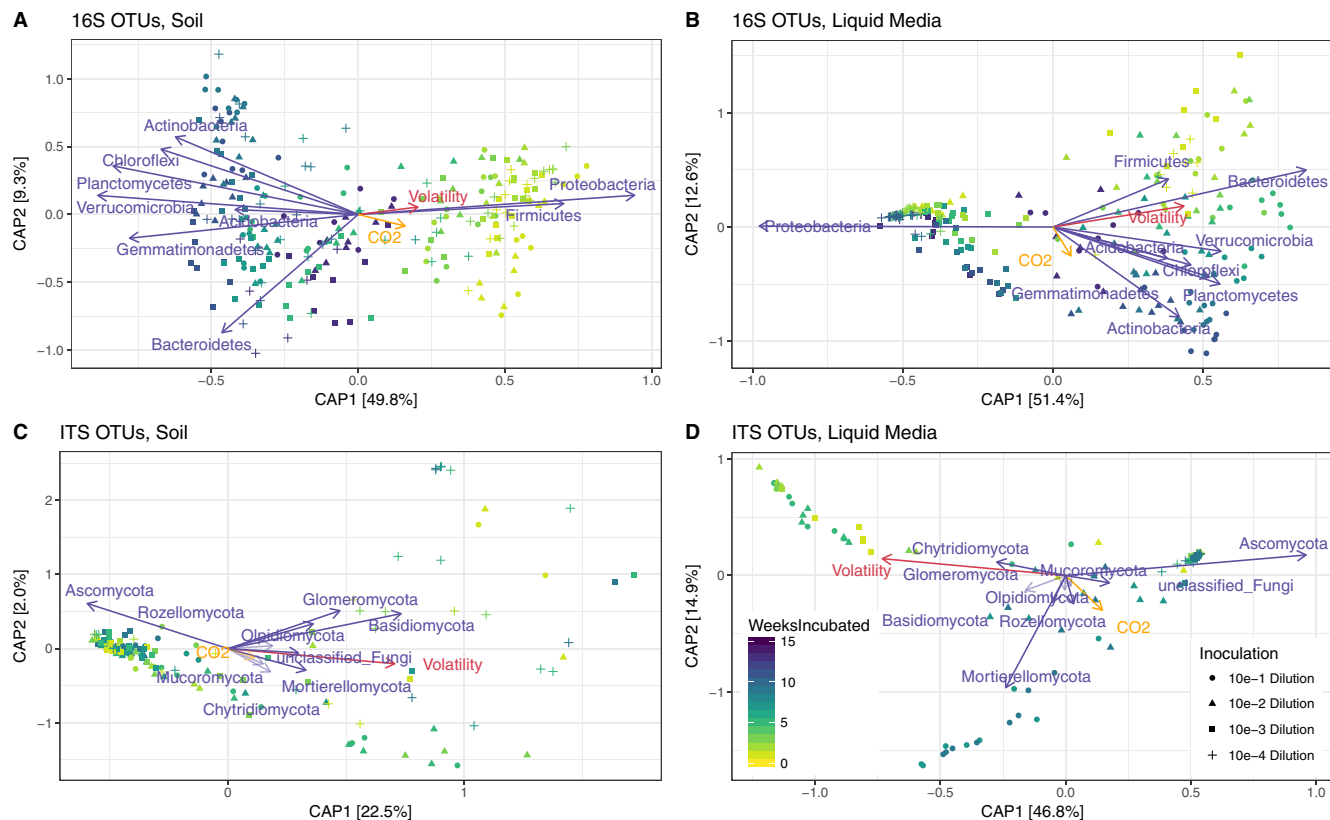 A 16S OTUs, Soil
CAP2 [9.3%]
1.0
0.5
0.0
−0.5
−1.0
Actinobacteria
Chloroflexi
Planctomycetes
Verrucomicrobia
Acidobacteria
Gemmatimonadetes
Bacteroidetes
Volatility
CO2
Proteobacteria
Firmicutes
−0.5 0.0 0.5 1.0
CAP1 [49.8%]
B 16S OTUs, Liquid Media
CAP2 [12.6%]
1
0
−1
Firmicutes
Bacteroidetes
Volatility
Proteobacteria
Acidobacteria
Verrucomicrobia
CO2
Chloroflexi
Gemmatimonadetes
Planctomycetes
Actinobacteria
−1.0 −0.5 0.0 0.5
CAP1 [51.4%]
C ITS OTUs, Soil
CAP2 [2.0%]
2
1
0
−1
Ascomycota
Rozellomycota
Glomeromycota
Basidiomycota
Olpidiomycota
CO2
unclassified_Fungi
Volatility
Mucoromycota
Mortierellomycota
Chytridiomycota
0 1
CAP1 [22.5%]
D ITS OTUs, Liquid Media
CAP2 [14.9%]
1
0
−1
Chytridiomycota
Mucoromycota
Ascomycota
Volatility
Glomeromycota
unclassified_Fungi
Olpidiomycota
Basidiomycota
Rozellomycota
CO2
Mortierellomycota
WeeksIncubated
15
10
5
0
Inoculation
10e−1 Dilution
10e−2 Dilution
10e−3 Dilution
10e−4 Dilution
−1.0 −0.5 0.0 0.5 1.0
CAP1 [46.8%]